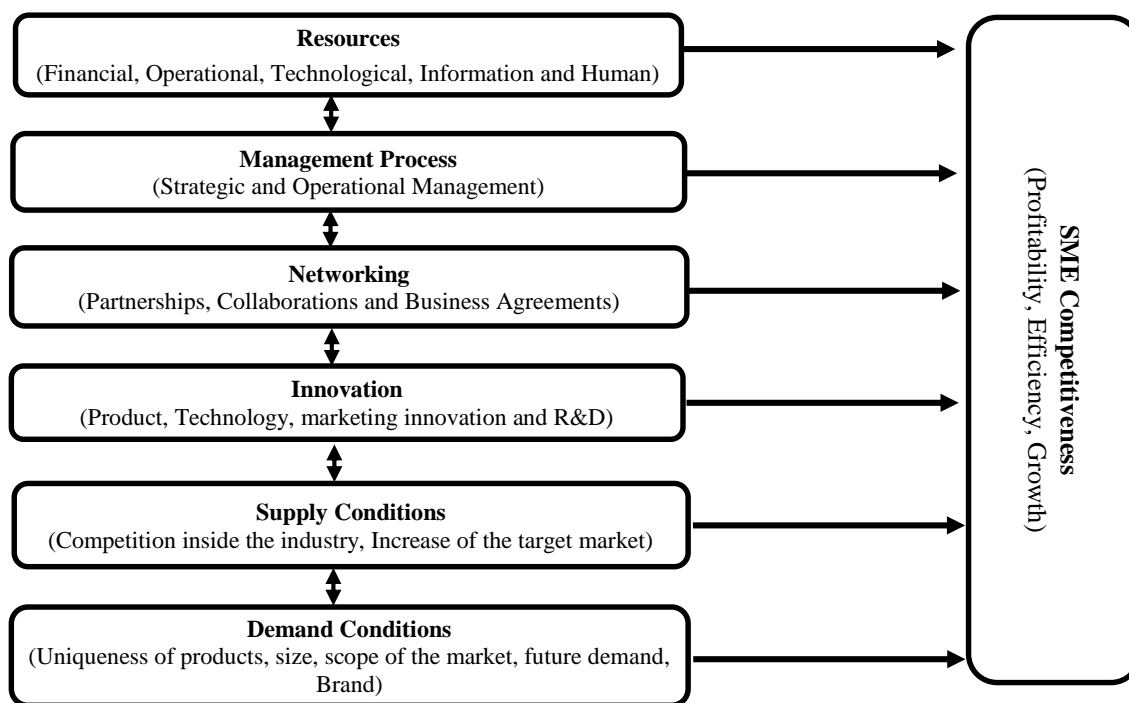 Resources
(Financial, Operational, Technological, Information and Human)
Management Process
(Strategic and Operational Management)
Networking
(Partnerships, Collaborations and Business Agreements)
Innovation
(Product, Technology, marketing innovation and R&D)
Supply Conditions
(Competition inside the industry, Increase of the target market)
Demand Conditions
(Uniqueness of products, size, scope of the market, future demand,
Brand)
SME Competitiveness
(Profitability, Efficiency, Growth)